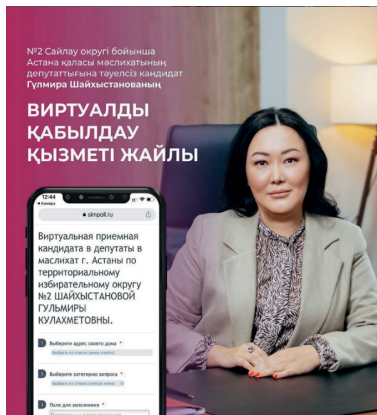 №2 Сайлау округі бойынша
Астана қаласы мәслихатының
депутаттығына тәуелсіз кандидат
Гүлмира Шайхыстанованың
ВИРТУАЛДЫ
ҚАБЫЛДАУ
ҚЫЗМЕТІ ЖАЙЛЫ
12:44
Камера
simpoll.ru
Виртуальная приемная
кандидата в депутаты в
маслихат г. Астаны по
территориальному
избирательному округу
№2 ШАЙХЫСТАНОВОЙ
ГУЛЬМИРЫ
КУЛАХМЕТОВНЫ.
Выберите адрес своего дома *
Выберите категорию вопроса *
Поле для заполнения *